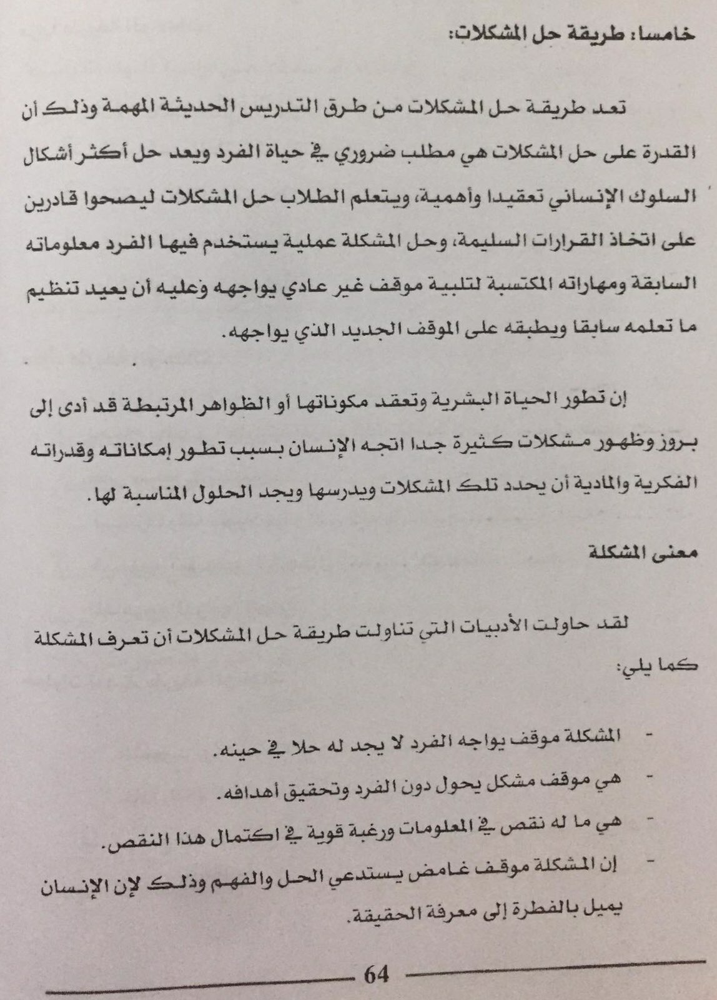 خامسا: طريقة حل المشكلات:
تعد طريقة حل المشكلات من طرق التدريس الحديثة المهمة وذلك أن
القدرة على حل المشكلات هي مطلب ضروري في حياة الفرد ويعد حل أكثر أشكال
السلوك الإنساني تعقيدا وأهمية، ويتعلم الطلاب حل المشكلات ليصحوا قادرين
على اتخاذ القرارات السليمة، وحل المشكلة عملية يستخدم فيها الفرد معلوماته
السابقة ومهاراته المكتسبة لتلبية موقف غير عادي يواجهه وعليه أن يعيد تنظيم
ما تعلمه سابقا ويطبقه على الموقف الجديد الذي يواجهه.
إن تطور الحياة البشرية وتعقد مكوناتها أو الظواهر المرتبطة قد أدى إلى
بروز وظهور مشكلات كثيرة جدا اتجه الإنسان بسبب تطور إمكاناته وقدراته
الفكرية والمادية أن يحدد تلك المشكلات ويدرسها ويجد الحلول المناسبة لها.
معنى المشكلة
لقد حاولت الأدبيات التي تناولت طريقة حل المشكلات أن تعرف المشكلة
كما يلي:
- المشكلة موقف يواجه الفرد لا يجد له حلا في حينه.
- هي موقف مشكل يحول دون الفرد وتحقيق أهدافه.
- هي ما له نقص في المعلومات ورغبة قوية في اكتمال هذا النقص.
- إن المشكلة موقف غامض يستدعي الحل والفهم وذلك لإن الإنسان
يميل بالفطرة إلى معرفة الحقيقة.
64